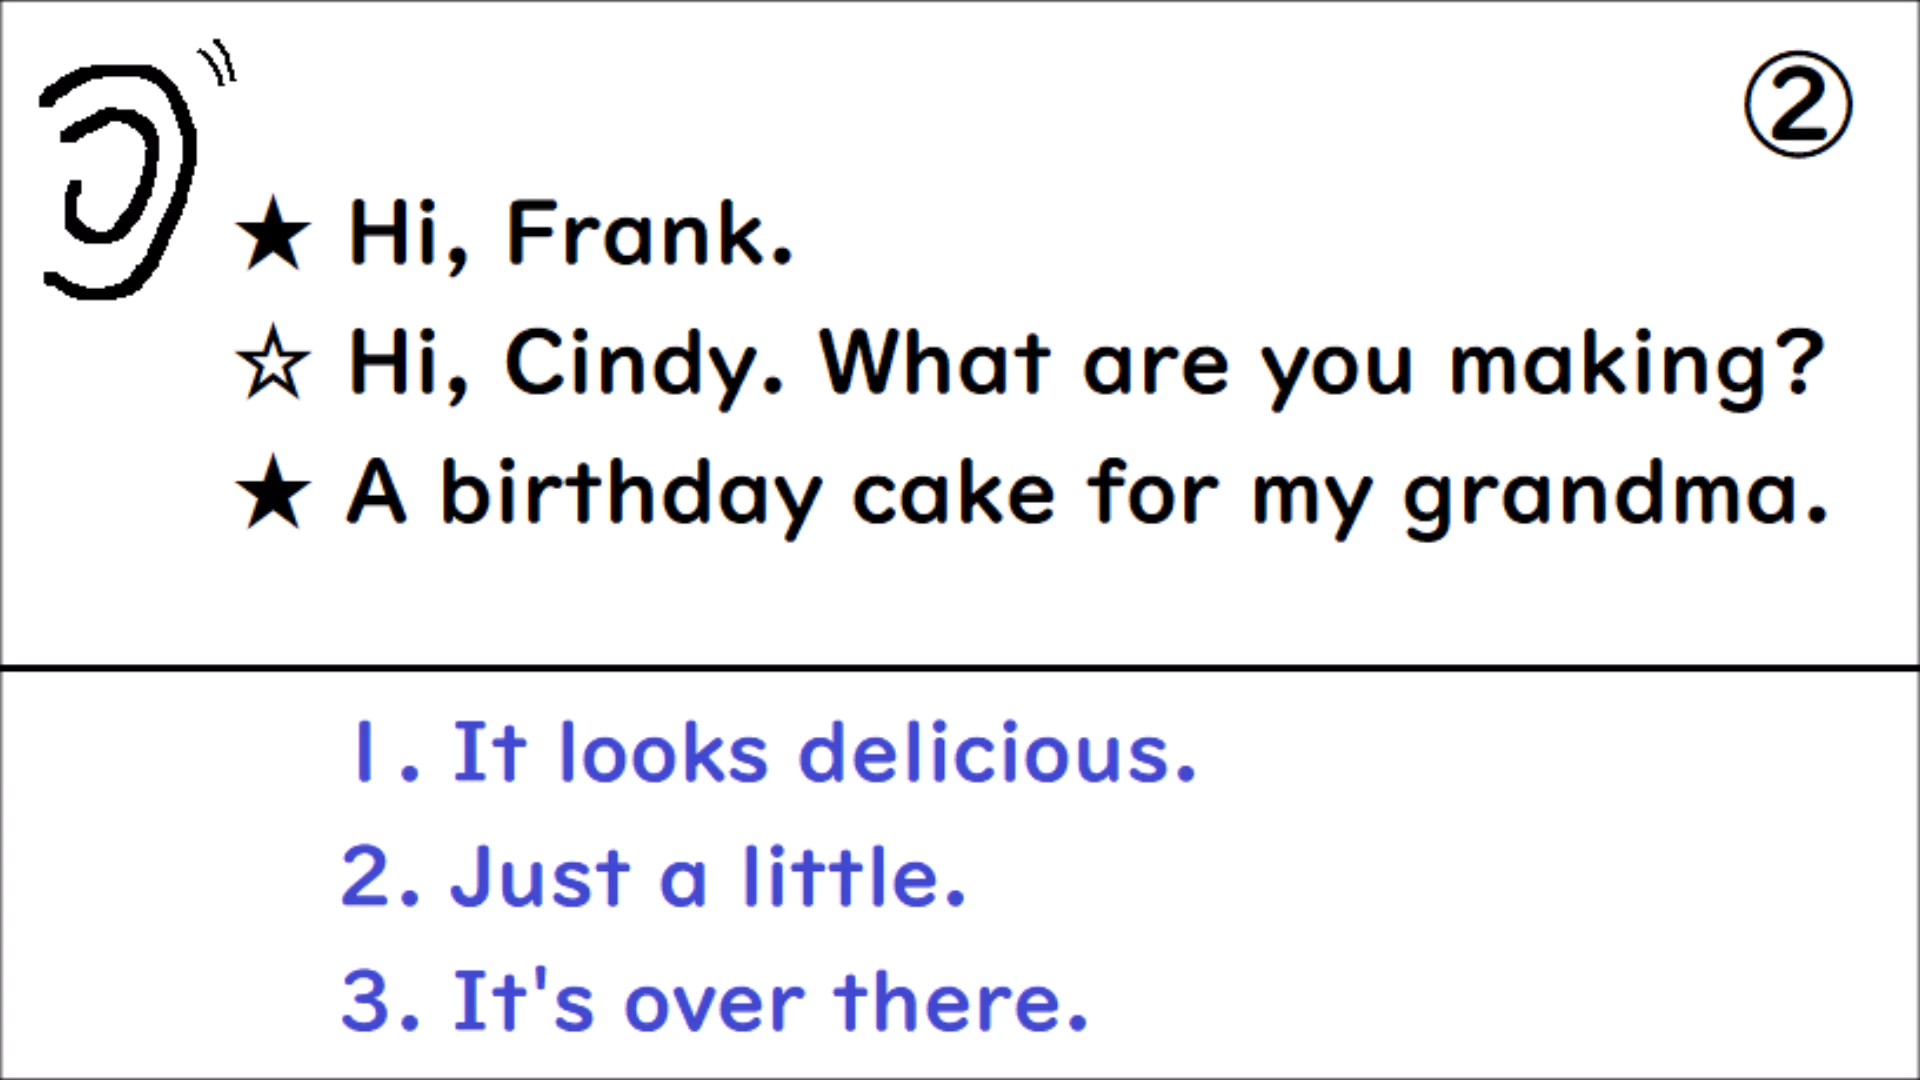 ②
★ Hi, Frank.
☆ Hi, Cindy. What are you making?
★ A birthday cake for my grandma.
1. It looks delicious.
2. Just a little.
3. It's over there.